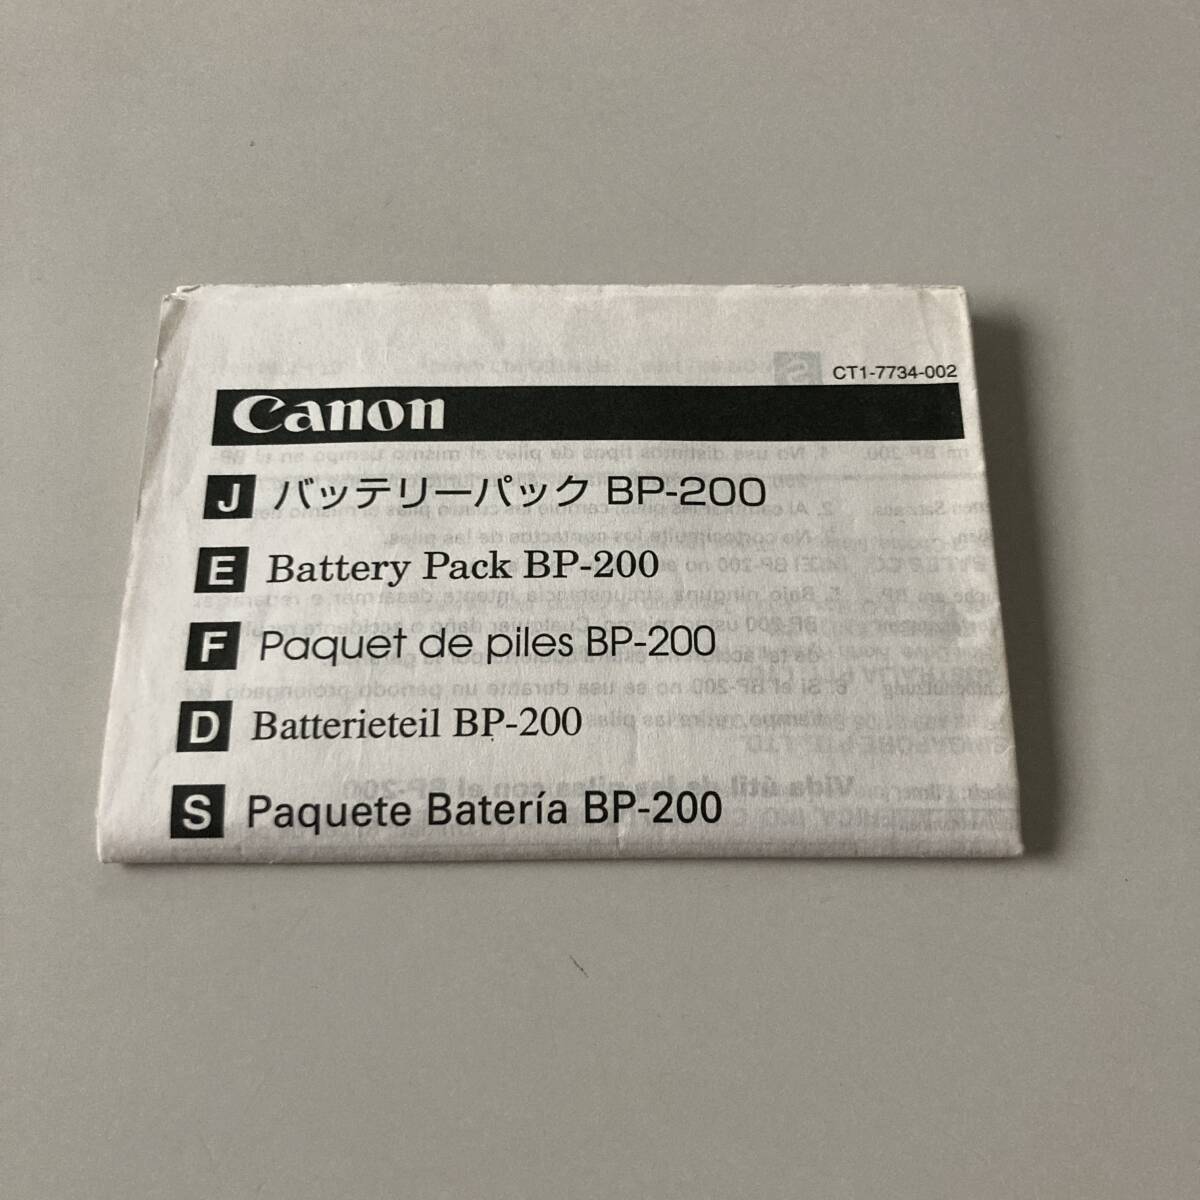 CT1-7734-002
Canon
J バッテリーパック BP-200
E Battery Pack BP-200
F Paquet de piles BP-200
D Batterieteil BP-200
S Paquete Batería BP-200